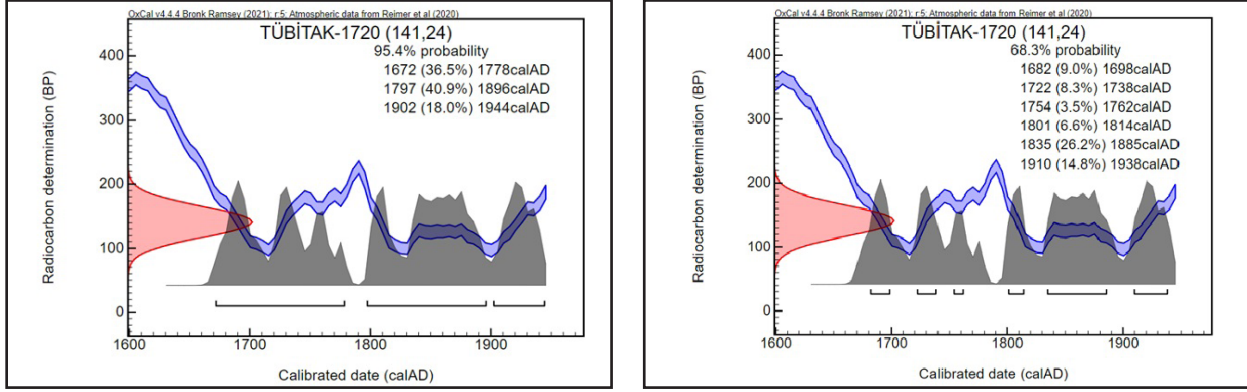 OxCal v4.4.4 Bronk Ramsey (2021); r:5; Atmospheric data from Reimer et al (2020)
TÜBİTAK-1720 (141,24)
95.4% probability
1672 (36.5%) 1778calAD
1797 (40.9%) 1896calAD
1902 (18.0%) 1944calAD
Radiocarbon determination (BP)
400
300
200
100
0
1600
1700
1800
1900
Calibrated date (calAD)
OxCal v4.4.4 Bronk Ramsey (2021); r:5; Atmospheric data from Reimer et al (2020)
TÜBİTAK-1720 (141,24)
68.3% probability
1682 (9.0%) 1698calAD
1722 (8.3%) 1738calAD
1754 (3.5%) 1762calAD
1801 (6.6%) 1814calAD
1835 (26.2%) 1885calAD
1910 (14.8%) 1938calAD
Radiocarbon determination (BP)
400
300
200
100
0
1600
1700
1800
1900
Calibrated date (calAD)